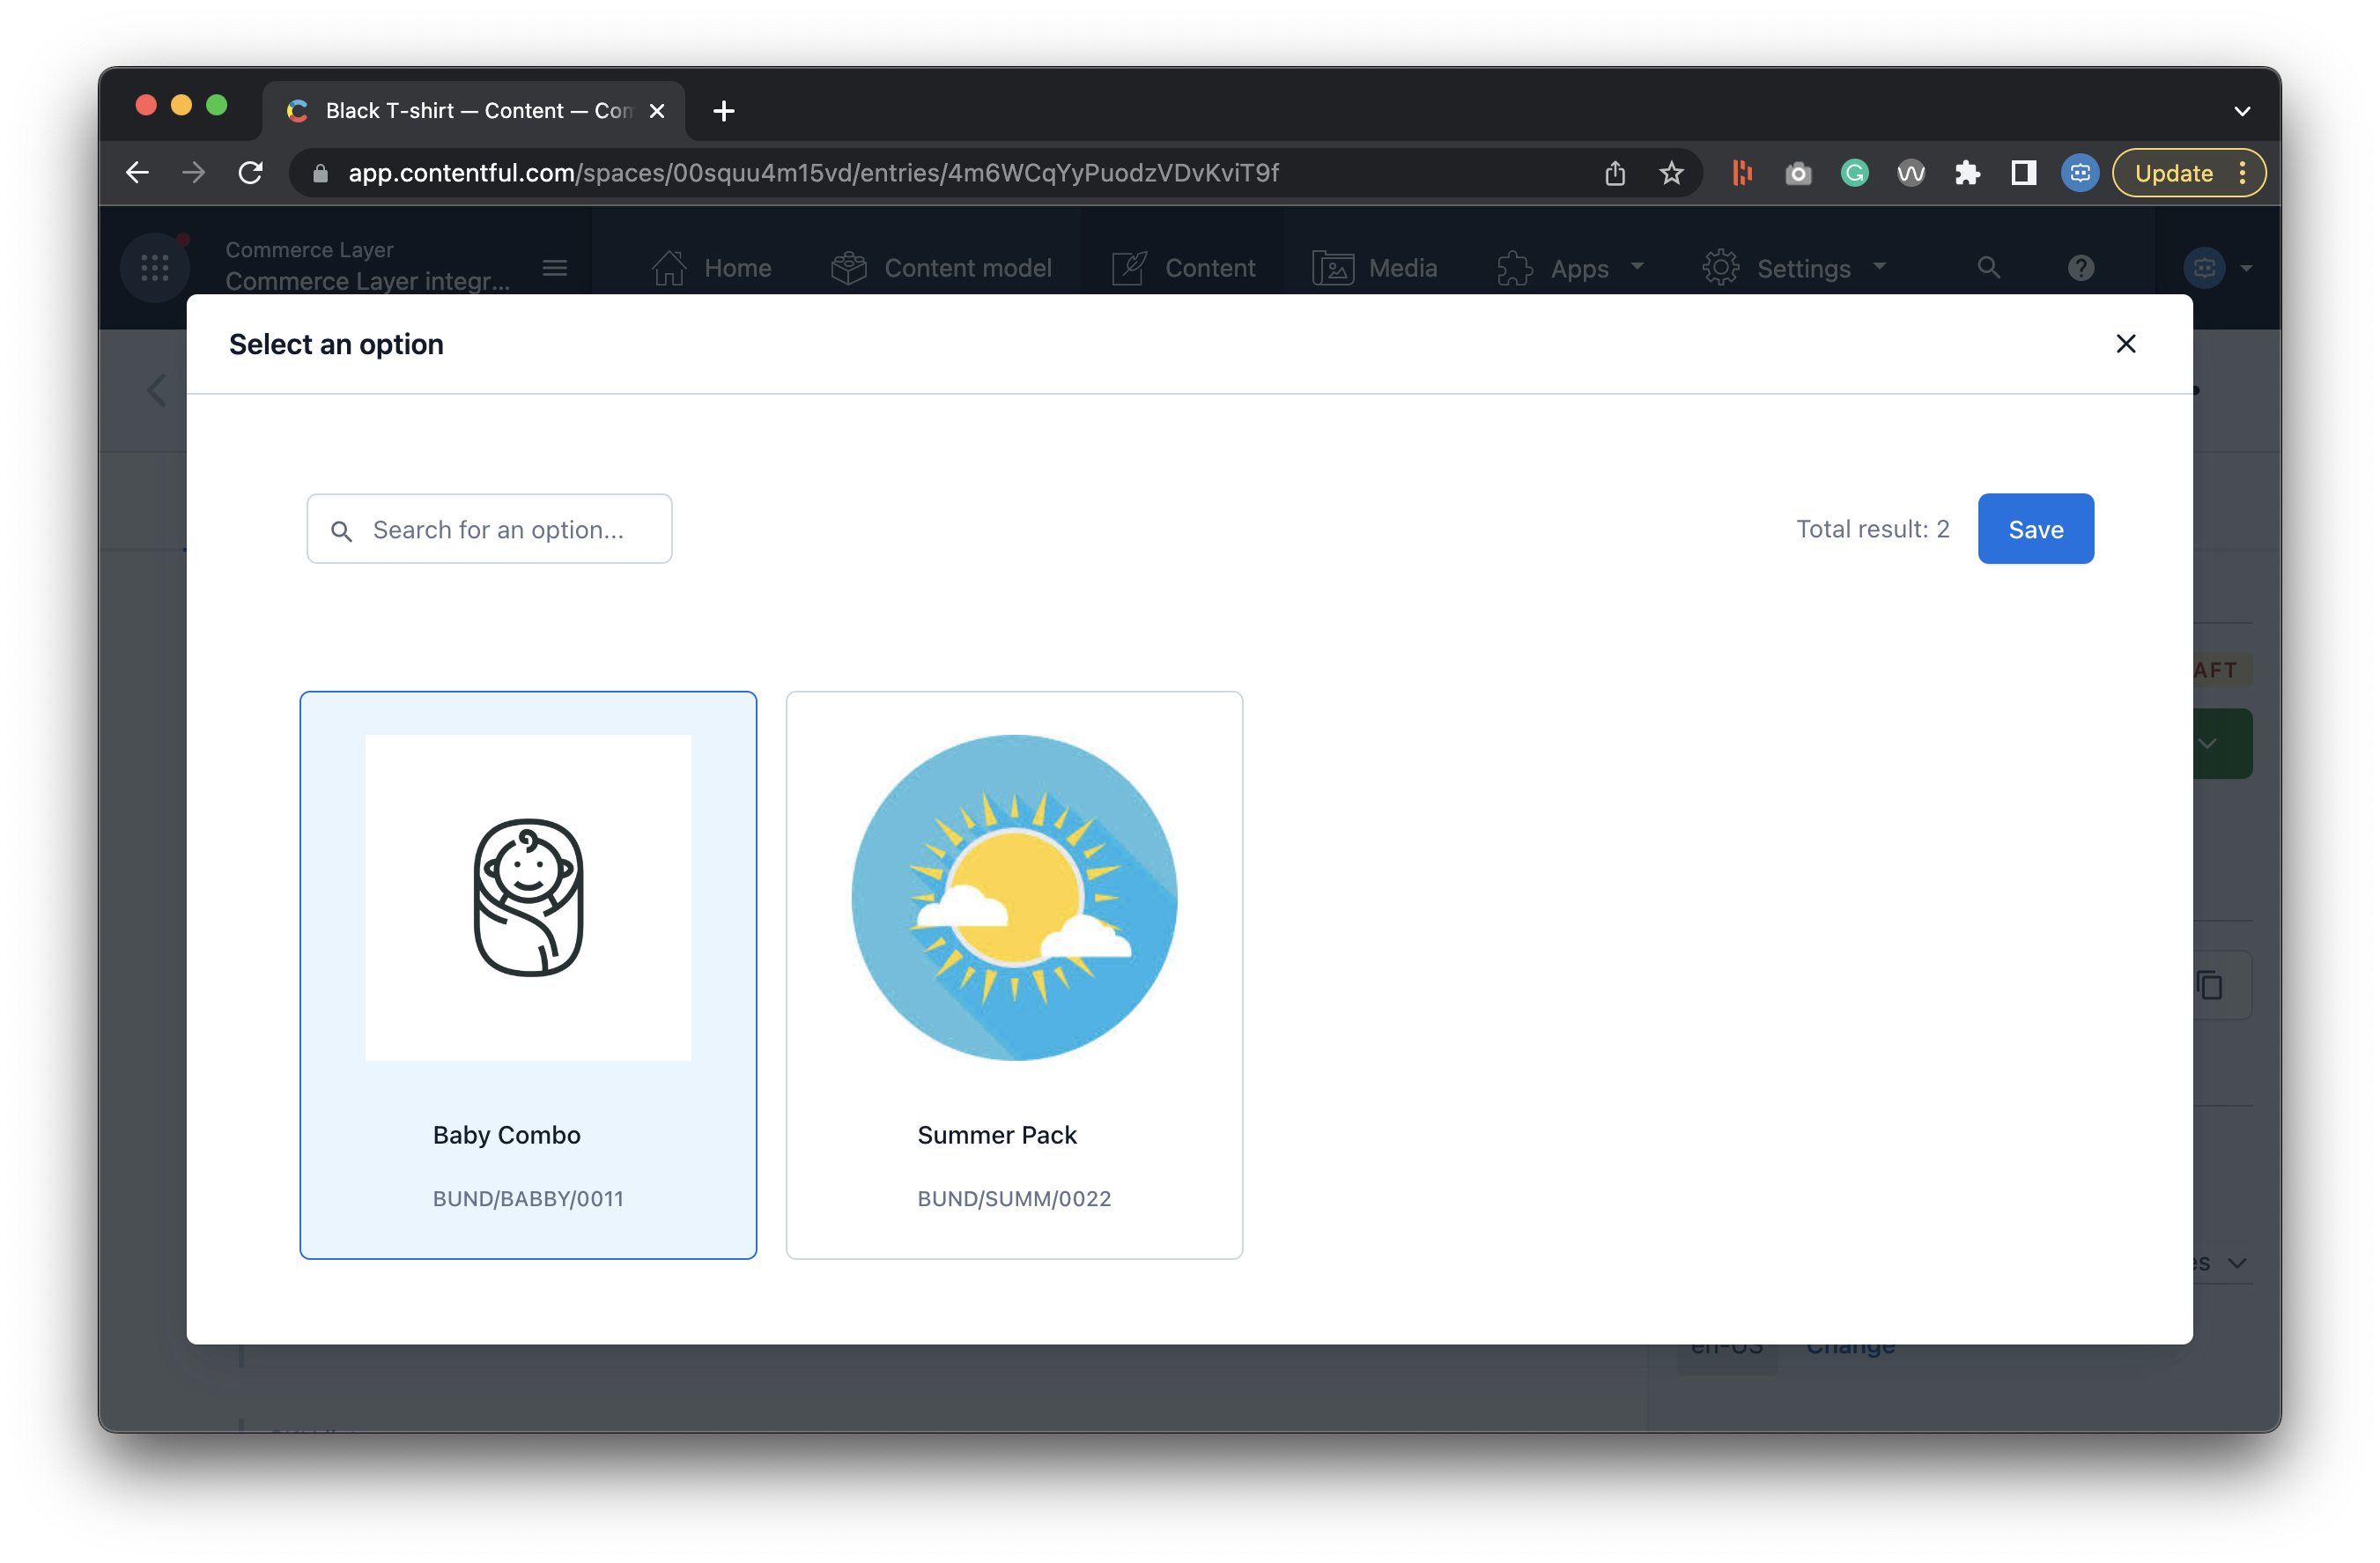 Black T-shirt — Content — Com
app.contentful.com/spaces/00squu4m15vd/entries/4m6WCqYyPuodzVDvKviT9f
Update
Commerce Layer
Commerce Layer integr...
Home
Content model
Content
Media
Apps
Settings
Select an option
Search for an option...
Total result: 2
Save
AFT
Baby Combo
Summer Pack
BUND/BABBY/0011
BUND/SUMM/0022
es
en-US
Change